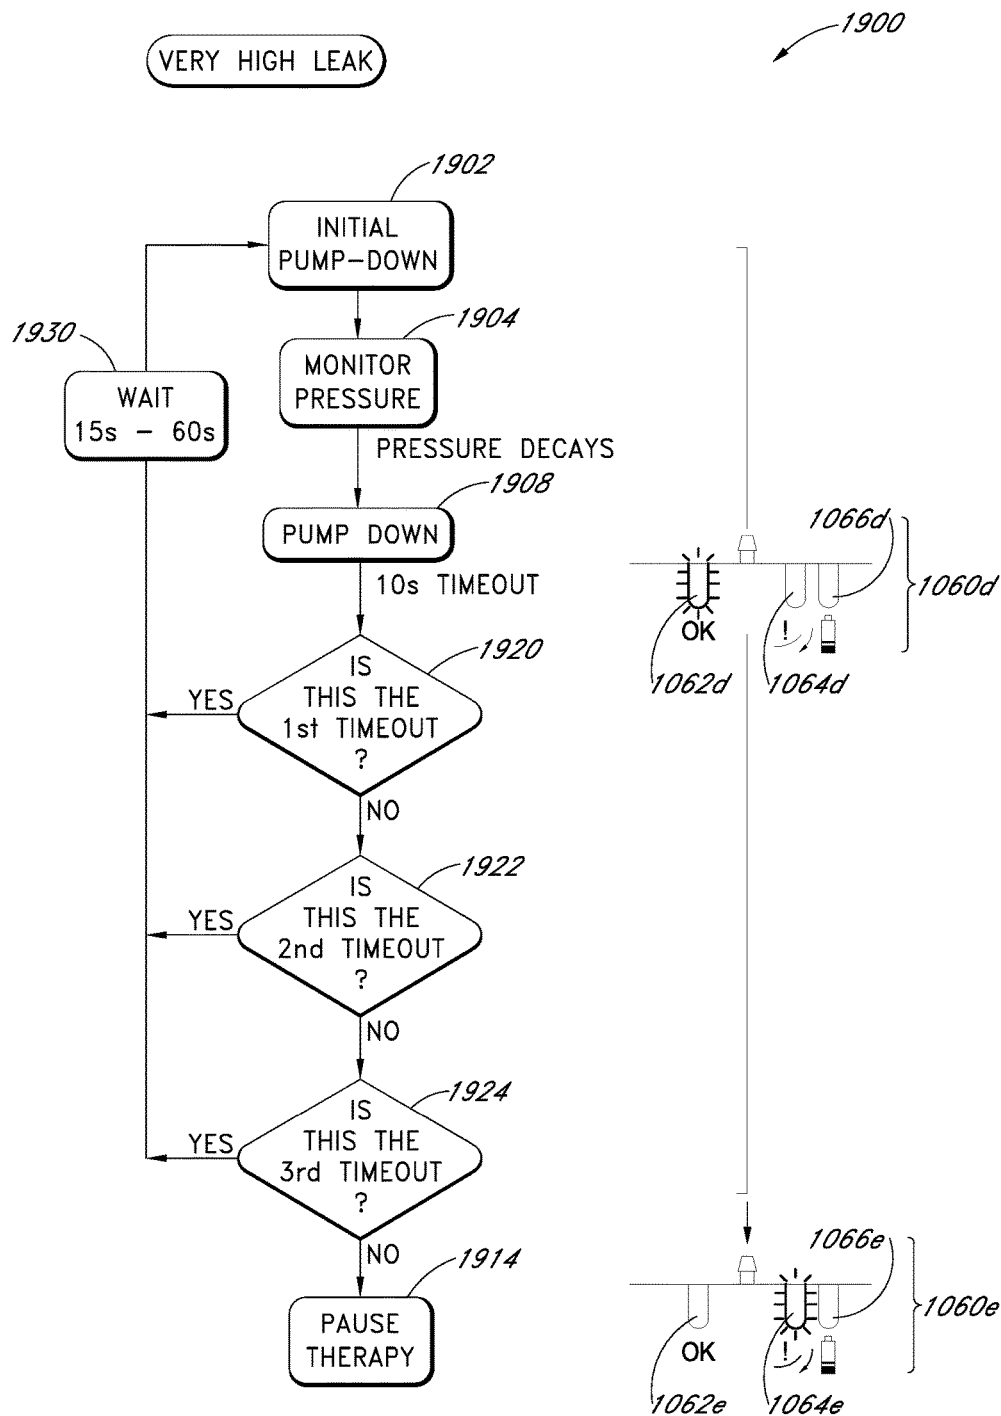 1900
VERY HIGH LEAK
1902
INITIAL
PUMP-DOWN
1904
MONITOR
PRESSURE
1930
WAIT
15s - 60s
PRESSURE DECAYS
1908
PUMP DOWN
10s TIMEOUT
1066d
1060d
OK
!
1062d
1064d
1920
IS
THIS THE
1st TIMEOUT
?
YES
NO
1922
IS
THIS THE
2nd TIMEOUT
?
YES
NO
1924
IS
THIS THE
3rd TIMEOUT
?
YES
NO
1914
PAUSE
THERAPY
1066e
1060e
OK
!
1062e
1064e